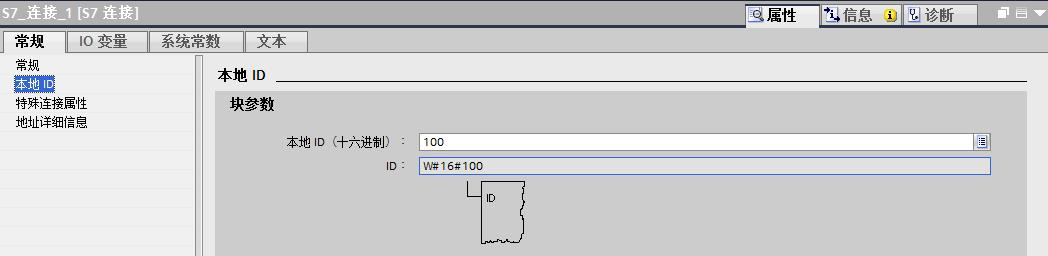 S7_连接_1 [S7 连接]
属性 信息 诊断
常规 IO 变量 系统常数 文本
常规
本地 ID
特殊连接属性
地址详细信息
本地 ID
块参数
本地 ID（十六进制）： 100
ID： W#16#100
ID